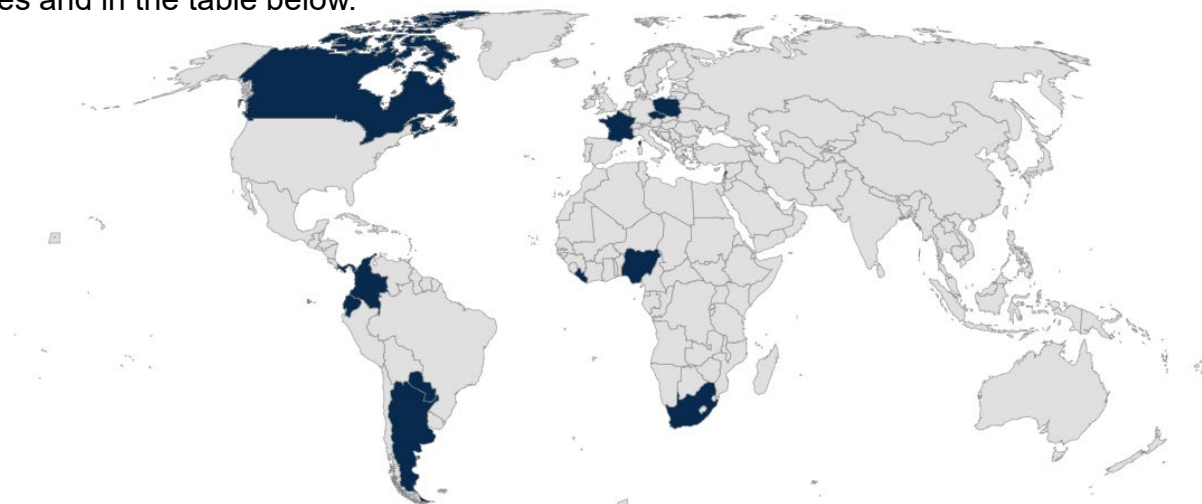 es and in the table below.